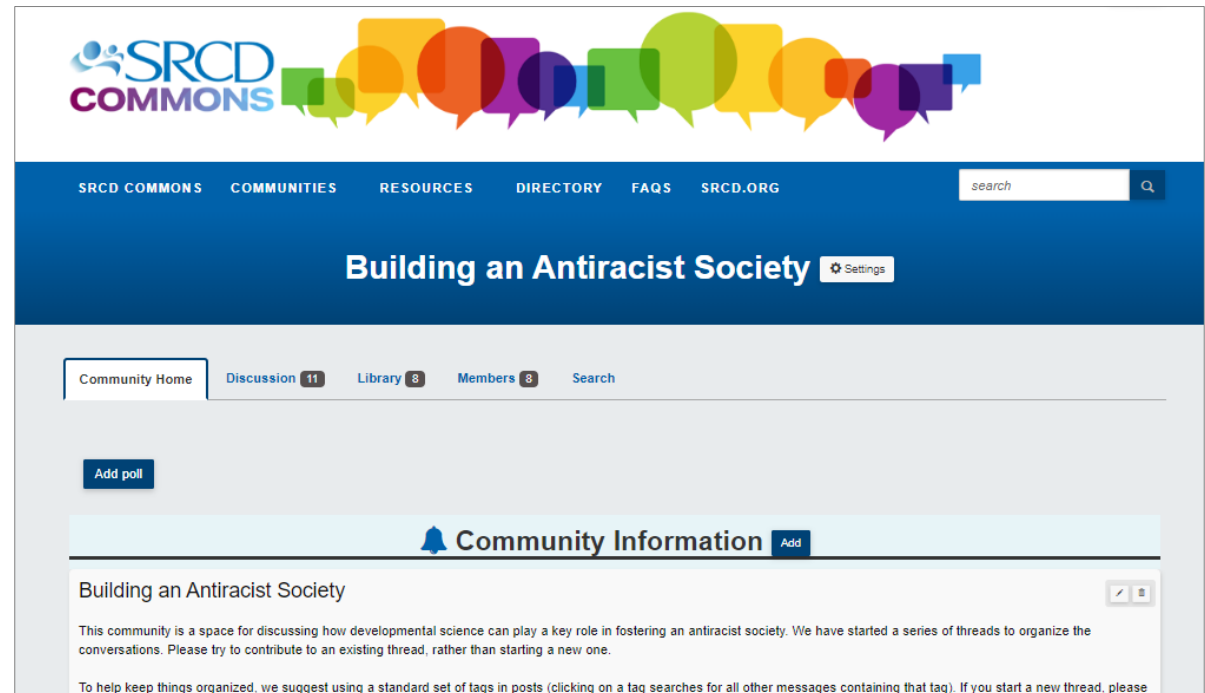 SRCD
COMMONS
SRCD COMMONS COMMUNITIES RESOURCES DIRECTORY FAQS SRCD.ORG search
Building an Antiracist Society Settings
Community Home Discussion 11 Library 8 Members 8 Search
Add poll
Community Information Add
Building an Antiracist Society
This community is a space for discussing how developmental science can play a key role in fostering an antiracist society. We have started a series of threads to organize the
conversations. Please try to contribute to an existing thread, rather than starting a new one.
To help keep things organized, we suggest using a standard set of tags in posts (clicking on a tag searches for all other messages containing that tag). If you start a new thread, please